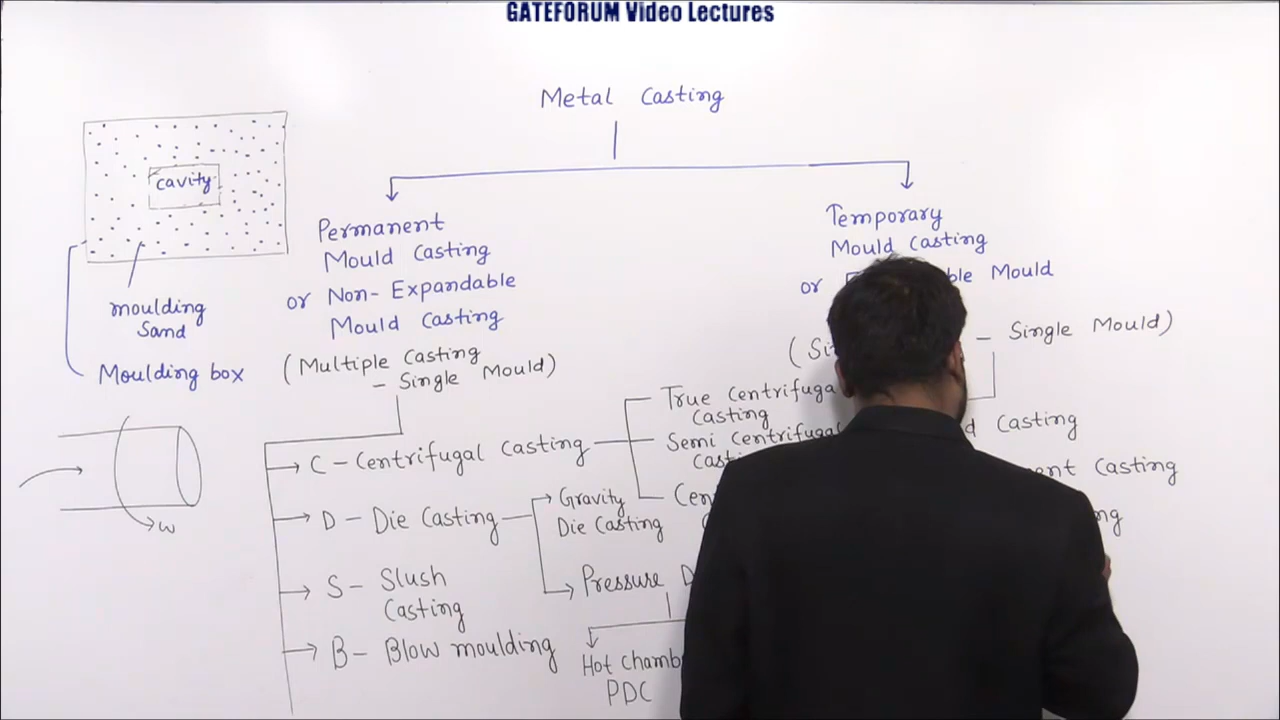 GATEFORUM Video Lectures
Metal Casting
cavity
moulding
Sand
Moulding box
ω
Permanent
Mould Casting
or Non-Expandable
Mould Casting
(Multiple Casting
- Single Mould)
C - Centrifugal Casting
True Centrifuga
casting
Semi Centrifugal
D - Die Casting
Gravity
Die Casting
Pressure D
Hot chamb
PDC
S - Slush
Casting
B - Blow moulding
Temporary
Mould Casting
or
ble Mould
- Single Mould)
d Casting
ent Casting
ng